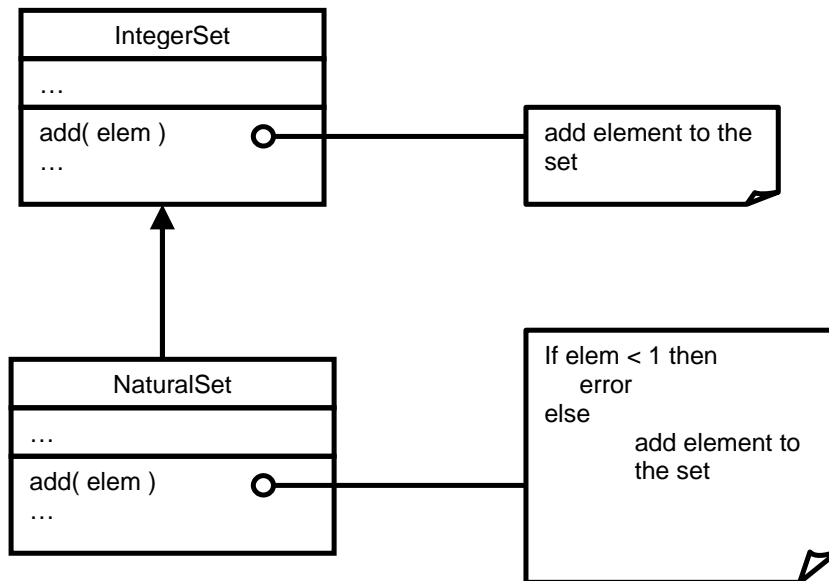 IntegerSet
…
add( elem )
…
add element to the
set
NaturalSet
…
add( elem )
…
If elem < 1 then
error
else
add element to
the set